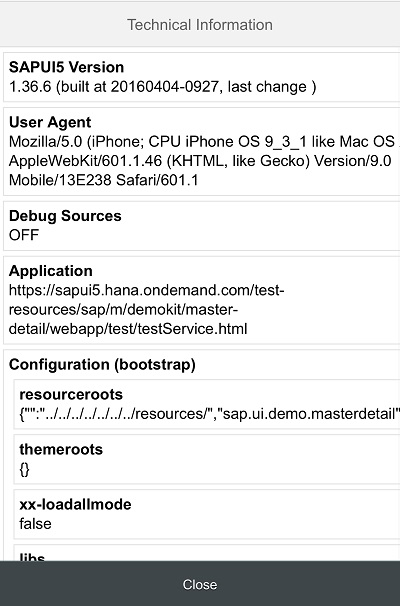 Technical Information
SAPUI5 Version
1.36.6 (built at 20160404-0927, last change )
User Agent
Mozilla/5.0 (iPhone; CPU iPhone OS 9_3_1 like Mac OS
AppleWebKit/601.1.46 (KHTML, like Gecko) Version/9.0
Mobile/13E238 Safari/601.1
Debug Sources
OFF
Application
https://sapui5.hana.ondemand.com/test-
resources/sap/m/demokit/master-
detail/webapp/test/testService.html
Configuration (bootstrap)
resourceroots
{"":"../../../../../../../resources/","sap.ui.demo.masterdetail"
themeroots
{}
xx-loadallmode
false
libs
Close